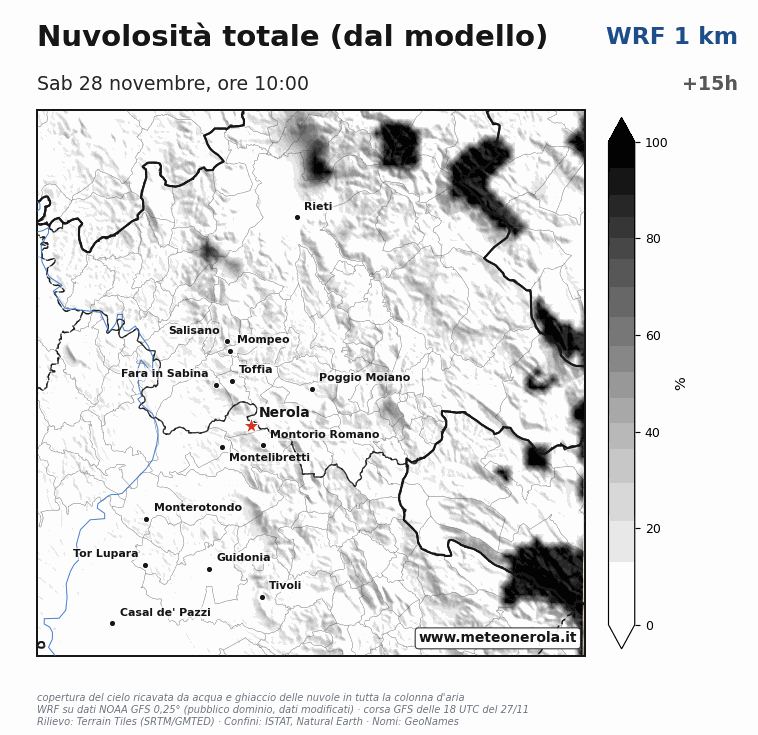 Nuvolosità totale (dal modello)
WRF 1 km
Sab 28 novembre, ore 10:00
+15h
Rieti
Salisano
Mompeo
Fara in Sabina
Toffia
Poggio Moiano
Nerola
Montorio Romano
Montelibretti
Monterotondo
Tor Lupara
Guidonia
Tivoli
Casal de' Pazzi
www.meteonerola.it
100
80
60
40
20
0
%
copertura del cielo ricavata da acqua e ghiaccio delle nuvole in tutta la colonna d'aria
WRF su dati NOAA GFS 0,25° (pubblico dominio, dati modificati) · corsa GFS delle 18 UTC del 27/11
Rilievo: Terrain Tiles (SRTM/GMTED) · Confini: ISTAT, Natural Earth · Nomi: GeoNames